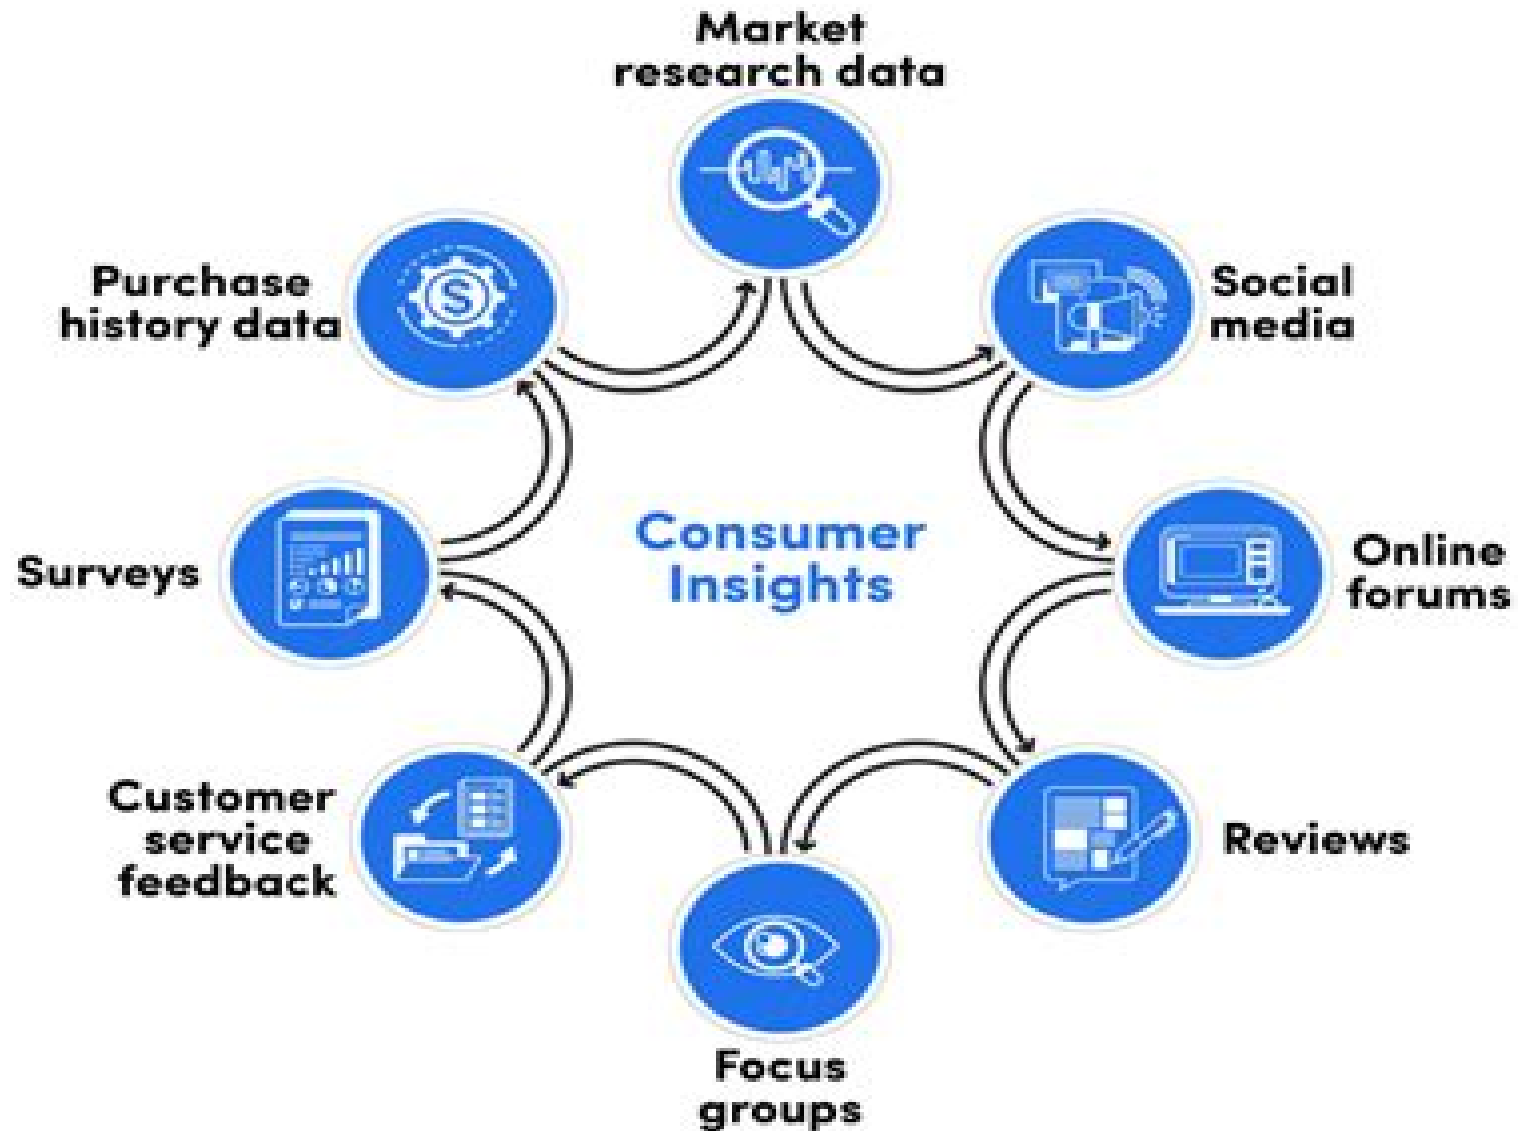 Market
research data
Social
media
Online
forums
Reviews
Focus
groups
Customer
service
feedback
Surveys
Purchase
history data
S
Consumer
Insights